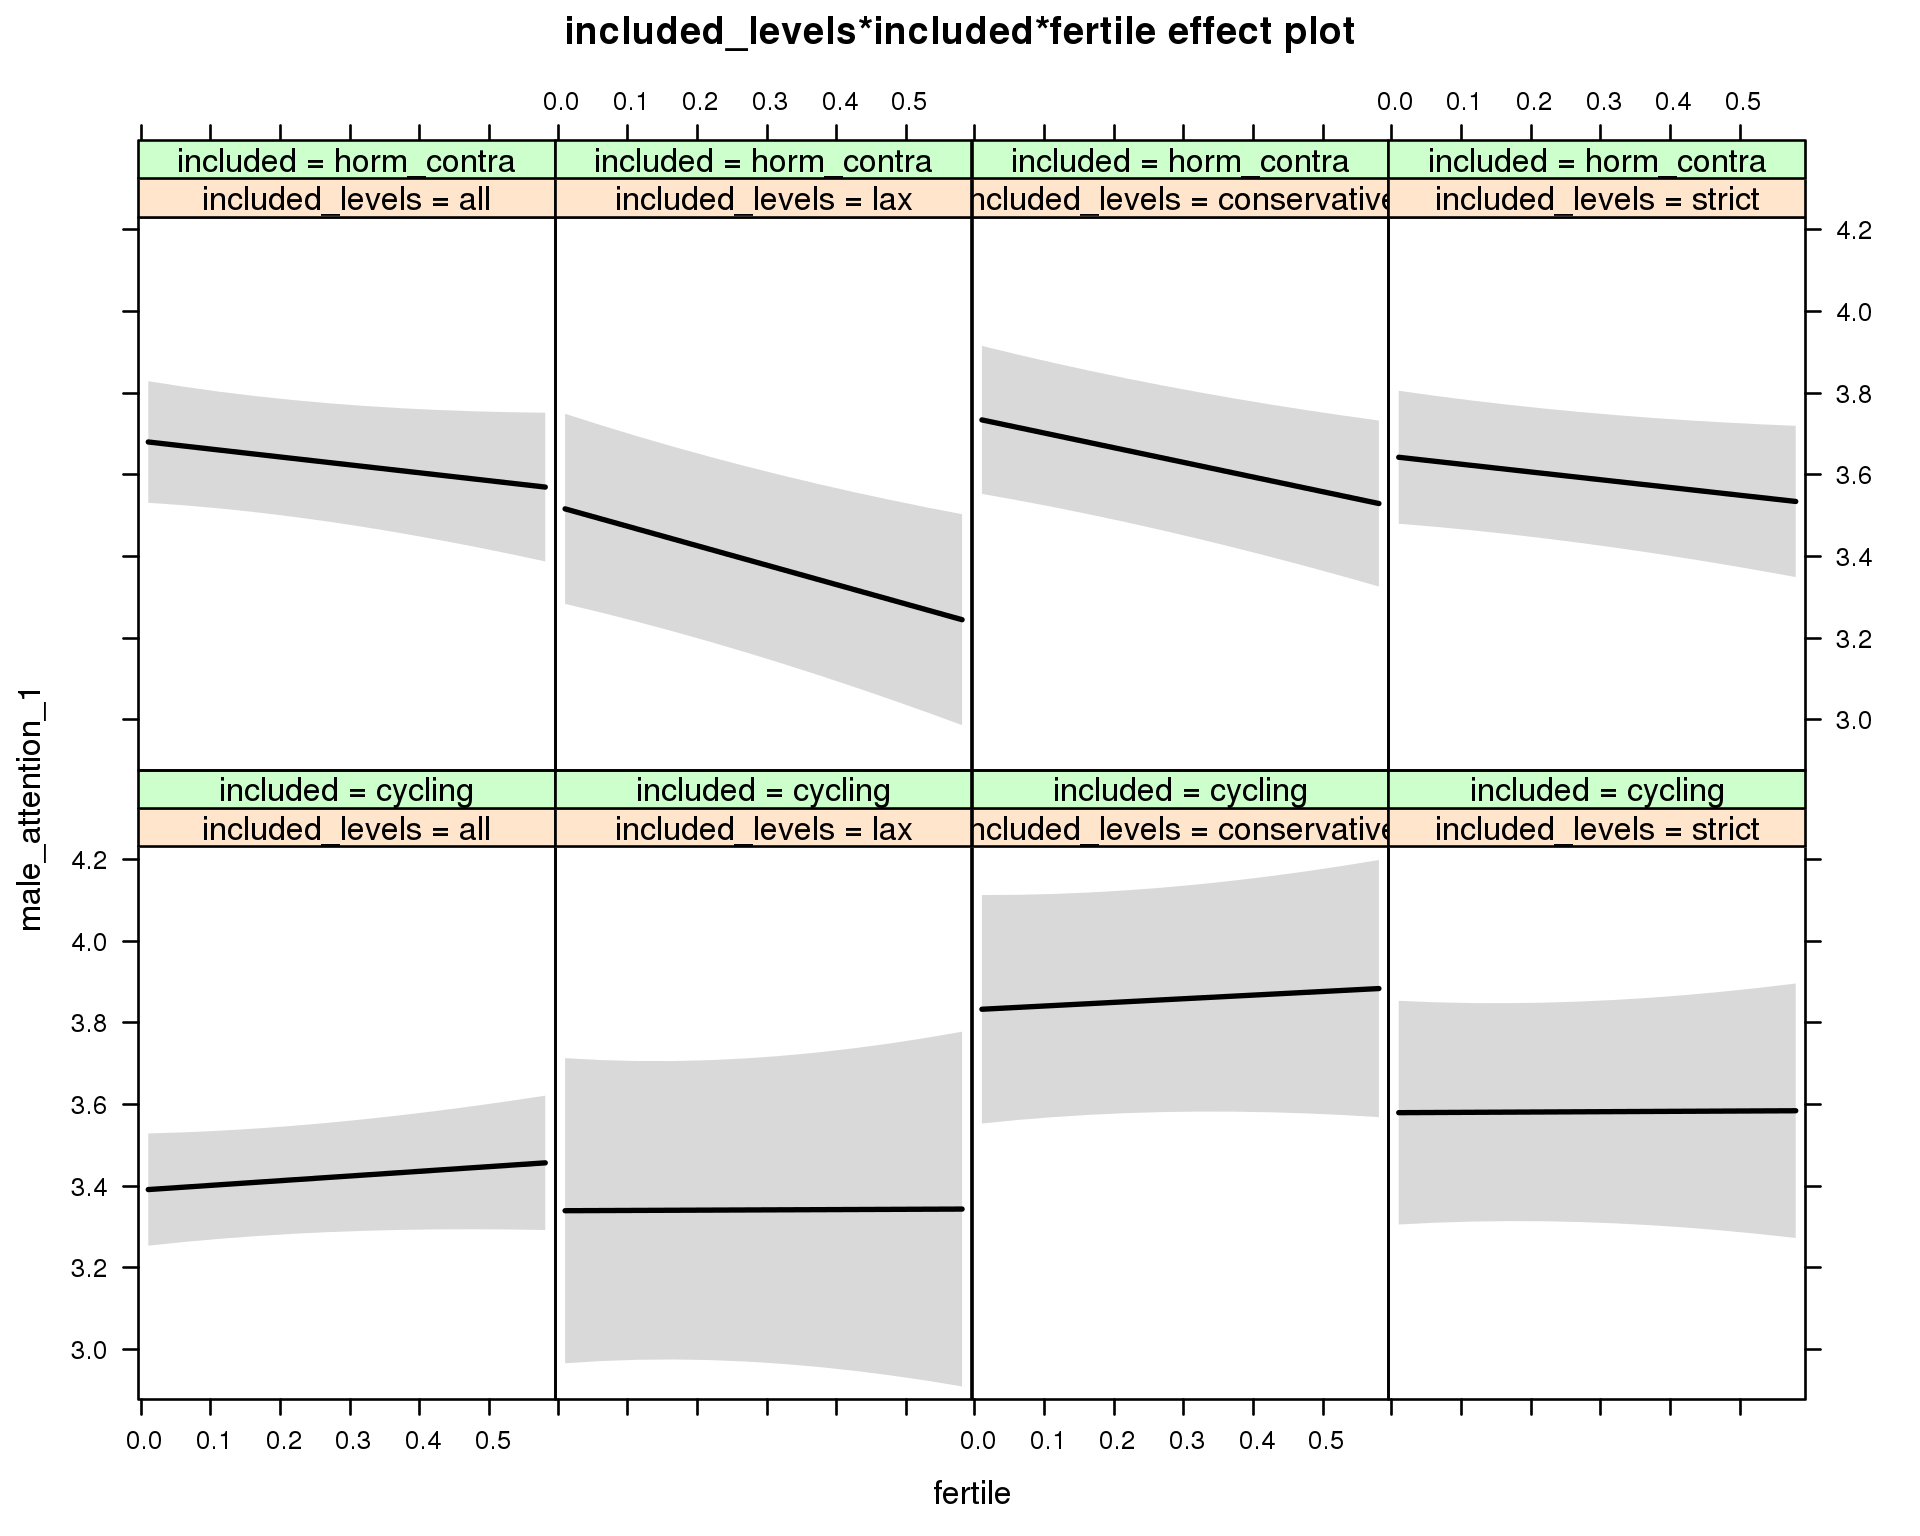 included_levels*included*fertile effect plot
0.0 0.1 0.2 0.3 0.4 0.5 0.0 0.1 0.2 0.3 0.4 0.5
included = horm_contra included = horm_contra included = horm_contra included = horm_contra
included_levels = all included_levels = lax ncluded_levels = conservative included_levels = strict
4.2
4.0
3.8
3.6
3.4
3.2
3.0
male_attention_1
included = cycling included = cycling included = cycling included = cycling
included_levels = all included_levels = lax ncluded_levels = conservative included_levels = strict
4.2
4.0
3.8
3.6
3.4
3.2
3.0
0.0 0.1 0.2 0.3 0.4 0.5 0.0 0.1 0.2 0.3 0.4 0.5
fertile